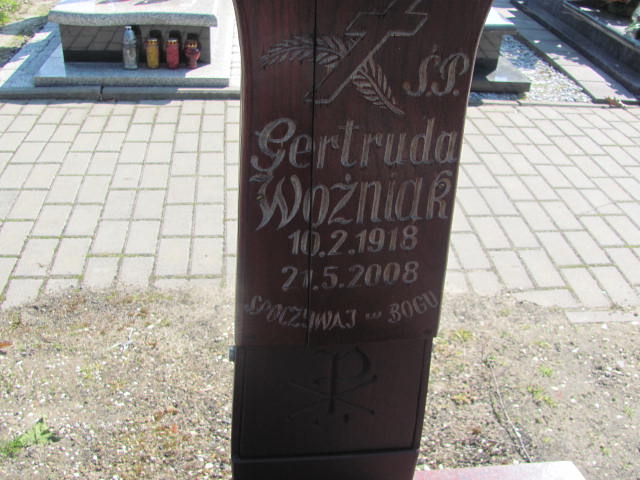 Ś.P.
Gertruda
Woźniak
10.2.1918
21.5.2008
SPOCZYWAJ w BOGU